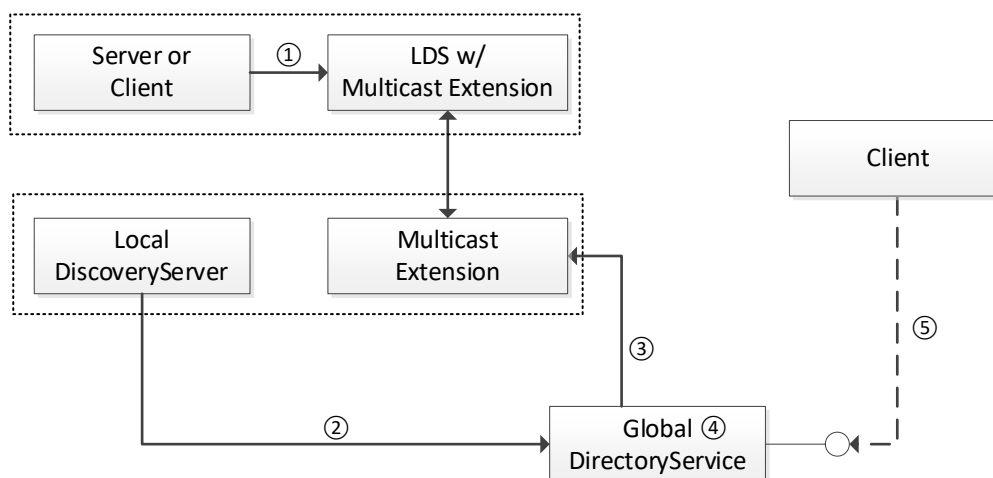 Server or
Client
①
LDS w/
Multicast Extension
Client
Local
DiscoveryServer
Multicast
Extension
⑤
③
②
Global ④
DirectoryService